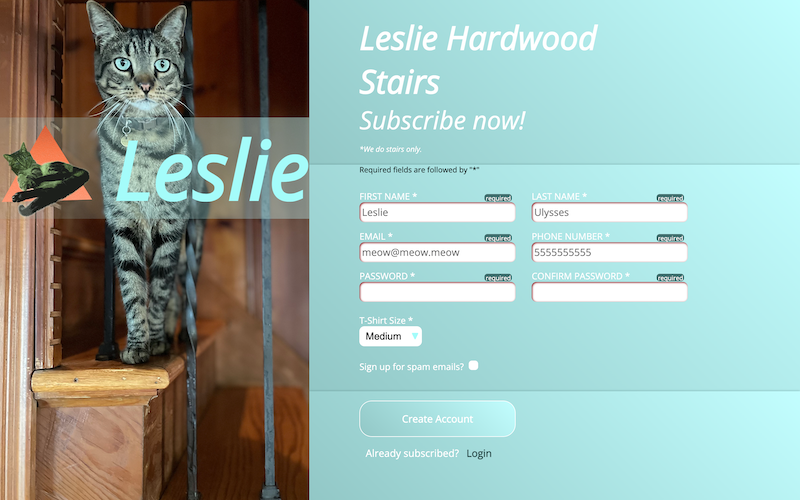 Leslie
Leslie Hardwood
Stairs
Subscribe now!
*We do stairs only.
Required fields are followed by "*"
FIRST NAME * required
LAST NAME * required
Leslie
Ulysses
EMAIL * required
PHONE NUMBER * required
meow@meow.meow
5555555555
PASSWORD * required
CONFIRM PASSWORD * required
T-Shirt Size *
Medium
Sign up for spam emails?
Create Account
Already subscribed? Login